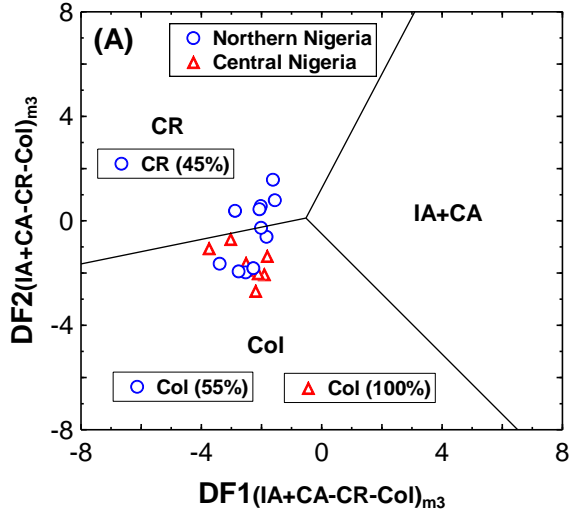 (A)
Northern Nigeria
Central Nigeria
CR
CR (45%)
IA+CA
Col
Col (55%)
Col (100%)
8
4
0
-4
-8
-8
-4
0
4
8
DF2(IA+CA-CR-Col)m3
DF1(IA+CA-CR-Col)m3